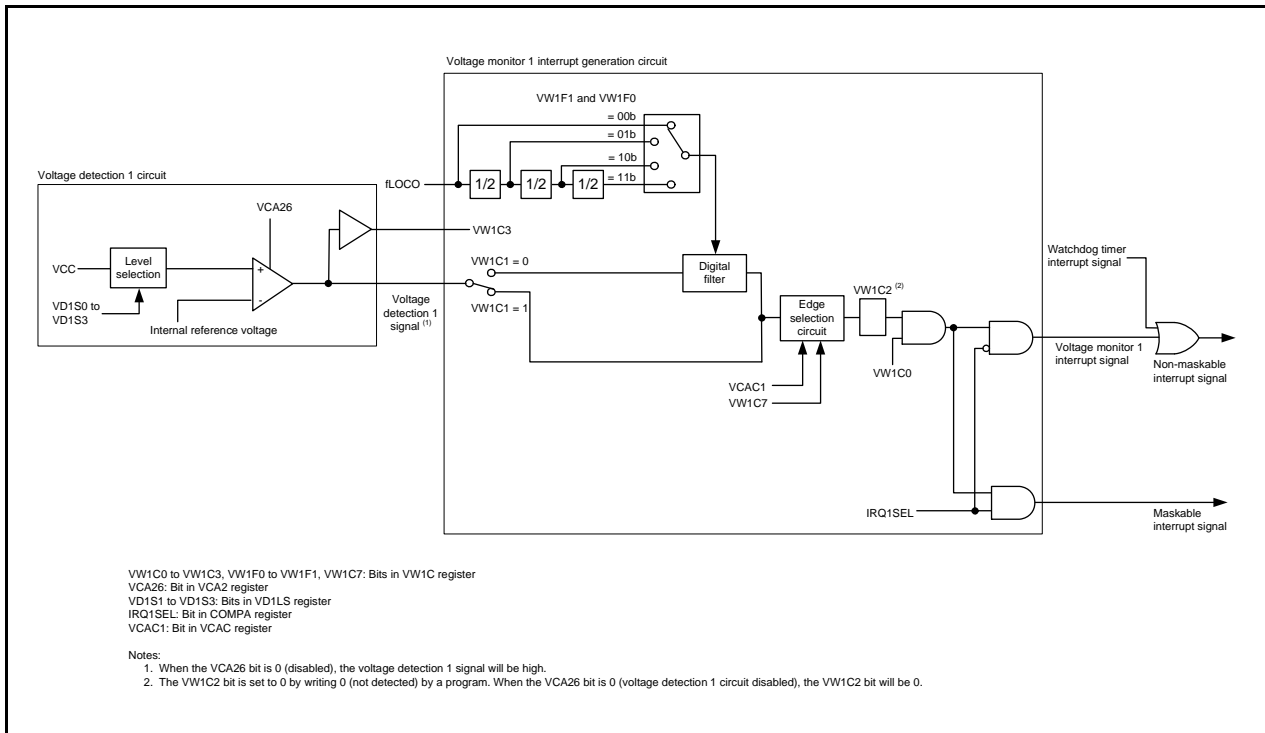 Voltage monitor 1 interrupt generation circuit
VW1F1 and VW1F0
= 00b
= 01b
= 10b
= 11b
fLOCO
1/2
1/2
1/2
Voltage detection 1 circuit
VCA26
VW1C3
VCC
Level
selection
+
-
VD1S0 to
VD1S3
Internal reference voltage
Voltage
detection 1
signal (1)
VW1C1 = 0
VW1C1 = 1
Digital
filter
Edge
selection
circuit
VW1C2 (2)
VCAC1
VW1C7
VW1C0
Watchdog timer
interrupt signal
Voltage monitor 1
interrupt signal
Non-maskable
interrupt signal
IRQ1SEL
Maskable
interrupt signal
VW1C0 to VW1C3, VW1F0 to VW1F1, VW1C7: Bits in VW1C register
VCA26: Bit in VCA2 register
VD1S1 to VD1S3: Bits in VD1LS register
IRQ1SEL: Bit in COMPA register
VCAC1: Bit in VCAC register
Notes:
1. When the VCA26 bit is 0 (disabled), the voltage detection 1 signal will be high.
2. The VW1C2 bit is set to 0 by writing 0 (not detected) by a program. When the VCA26 bit is 0 (voltage detection 1 circuit disabled), the VW1C2 bit will be 0.